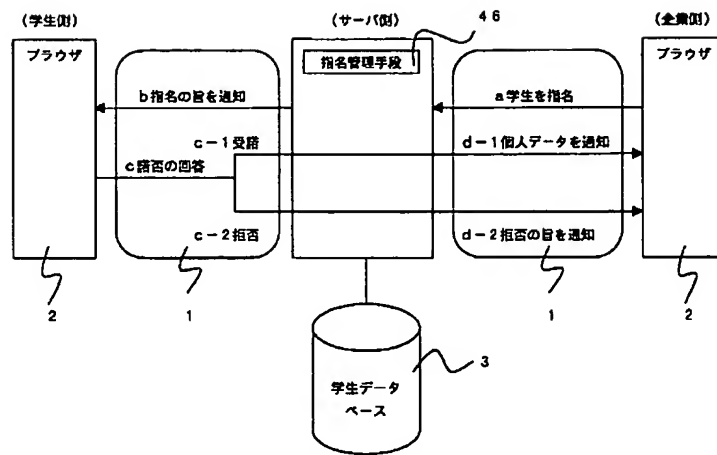 (学生側)
(サーバ側)
46
(企業側)
ブラウザ
指名管理手段
ブラウザ
b指名の旨を通知
a学生を指名
c-1受諾
d-1個人データを通知
c諾否の回答
c-2拒否
d-2拒否の旨を通知
2
1
1
2
3
学生データ
ベース